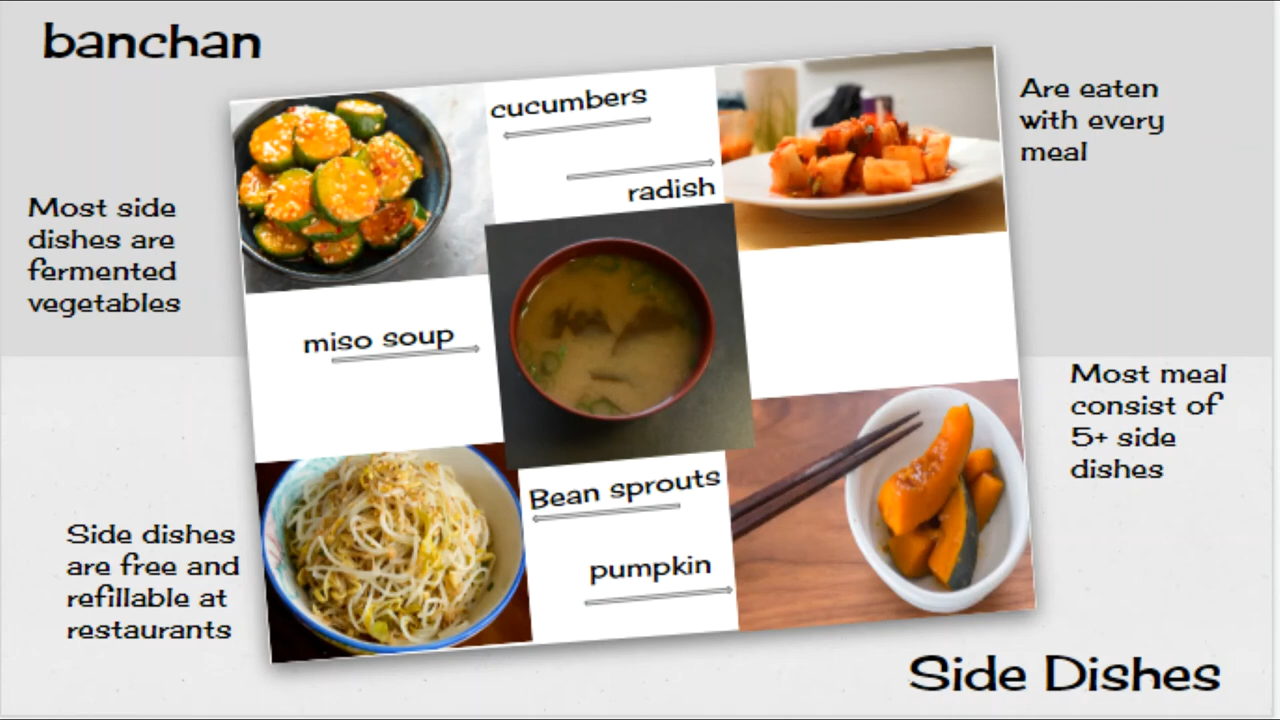 banchan
Are eaten
with every
meal
cucumbers
radish
Most side
dishes are
fermented
vegetables
miso soup
Most meal
consist of
5+ side
dishes
Bean sprouts
pumpkin
Side dishes
are free and
refillable at
restaurants
Side Dishes